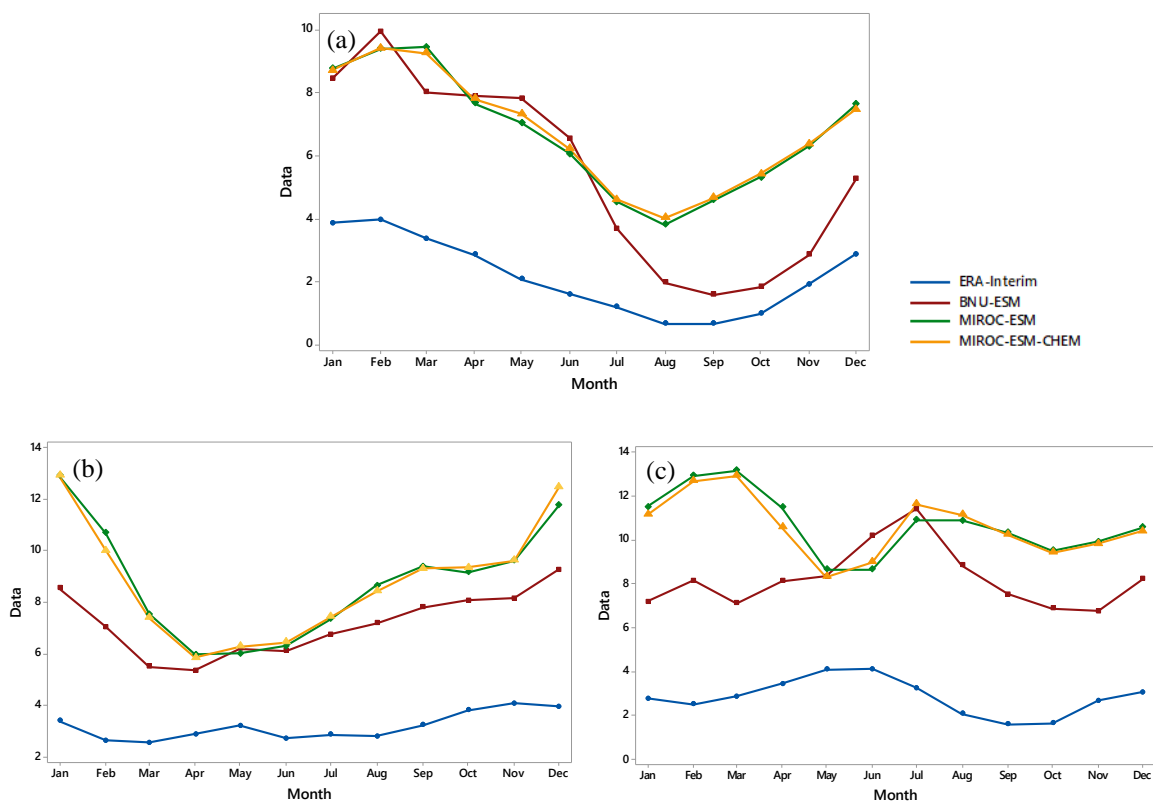 (a)
10
8
6
4
2
0
Data
Jan Feb Mar Apr May Jun Jul Aug Sep Oct Nov Dec
Month
ERA-Interim
BNU-ESM
MIROC-ESM
MIROC-ESM-CHEM
(b)
14
12
10
8
6
4
2
Data
Jan Feb Mar Apr May Jun Jul Aug Sep Oct Nov Dec
Month
(c)
14
12
10
8
6
4
2
0
Data
Jan Feb Mar Apr May Jun Jul Aug Sep Oct Nov Dec
Month